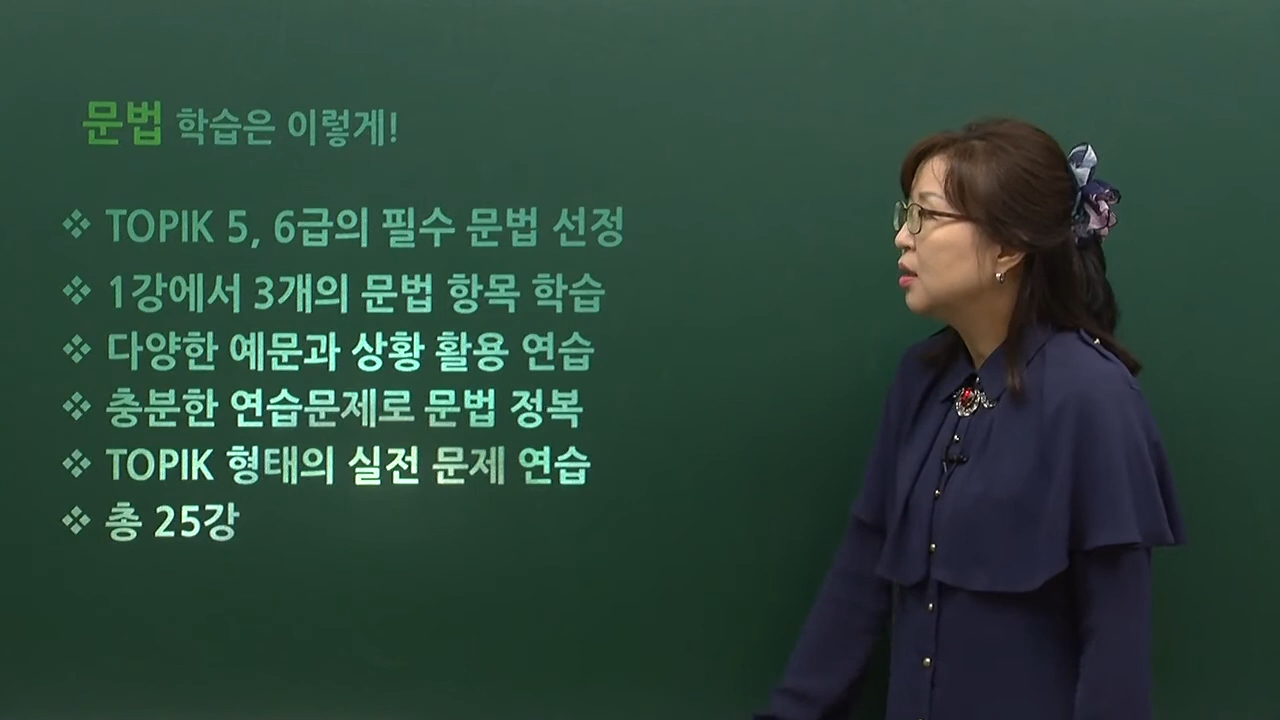 문법 학습은 이렇게!
❖ TOPIK 5, 6급의 필수 문법 선정
❖ 1강에서 3개의 문법 항목 학습
❖ 다양한 예문과 상황 활용 연습
❖ 충분한 연습문제로 문법 정복
❖ TOPIK 형태의 실전 문제 연습
❖ 총 25강